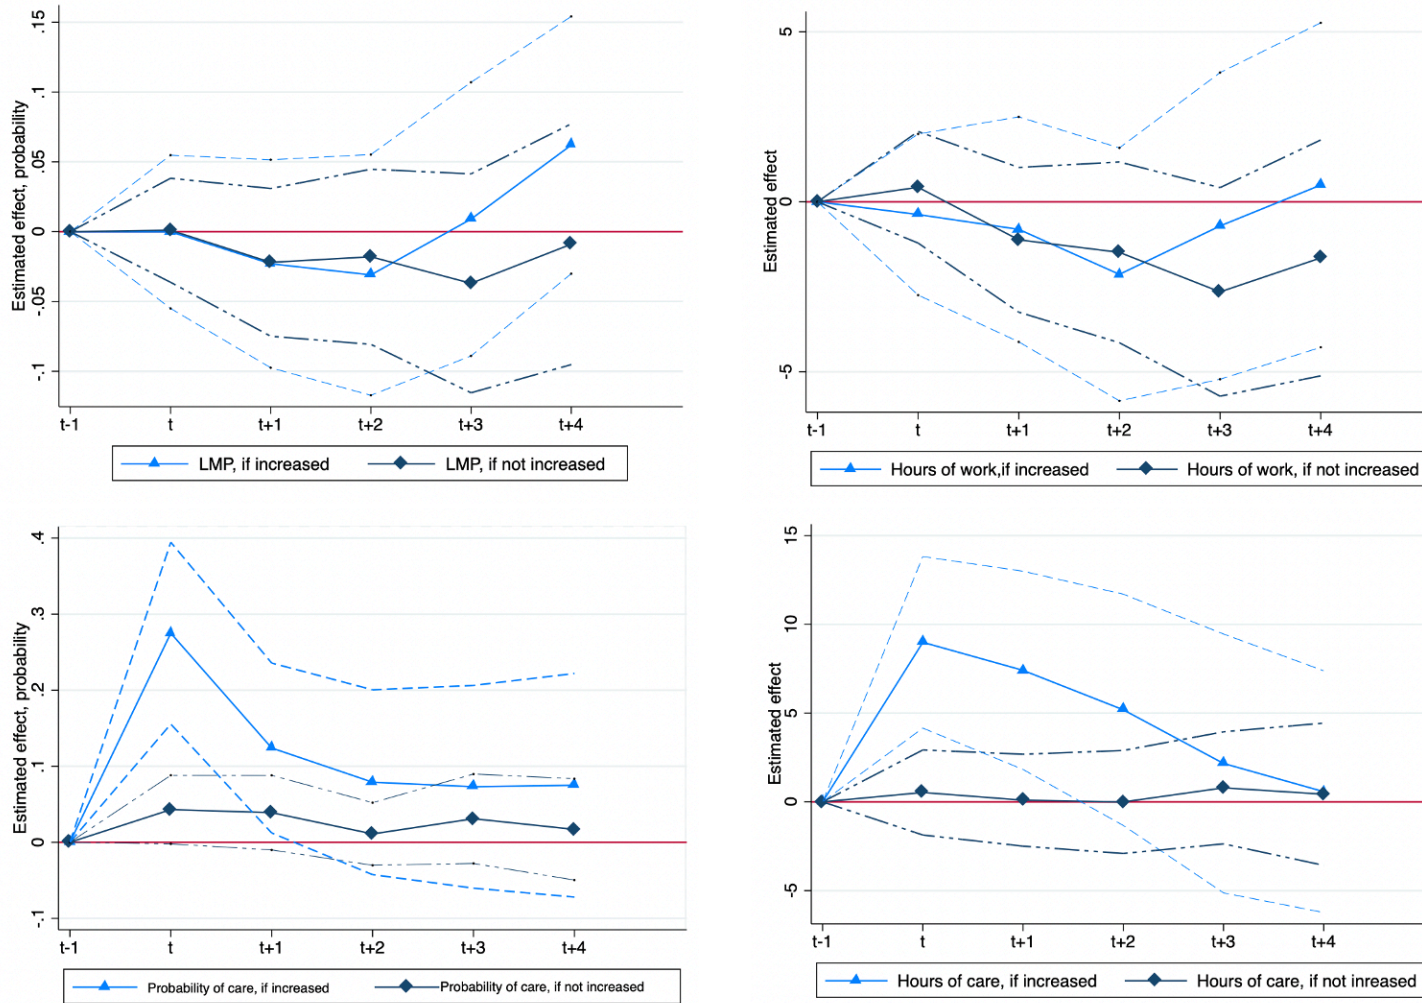 Estimated effect, probability
.15
.1
.05
0
-.05
-.1
t-1 t t+1 t+2 t+3 t+4
LMP, if increased LMP, if not increased
Estimated effect
5
0
-5
t-1 t t+1 t+2 t+3 t+4
Hours of work,if increased Hours of work, if not increased
Estimated effect, probability
.4
.3
.2
.1
0
-.1
t-1 t t+1 t+2 t+3 t+4
Probability of care, if increased Probability of care, if not increased
Estimated effect
15
10
5
0
-5
t-1 t t+1 t+2 t+3 t+4
Hours of care, if increased Hours of care, if not inreased